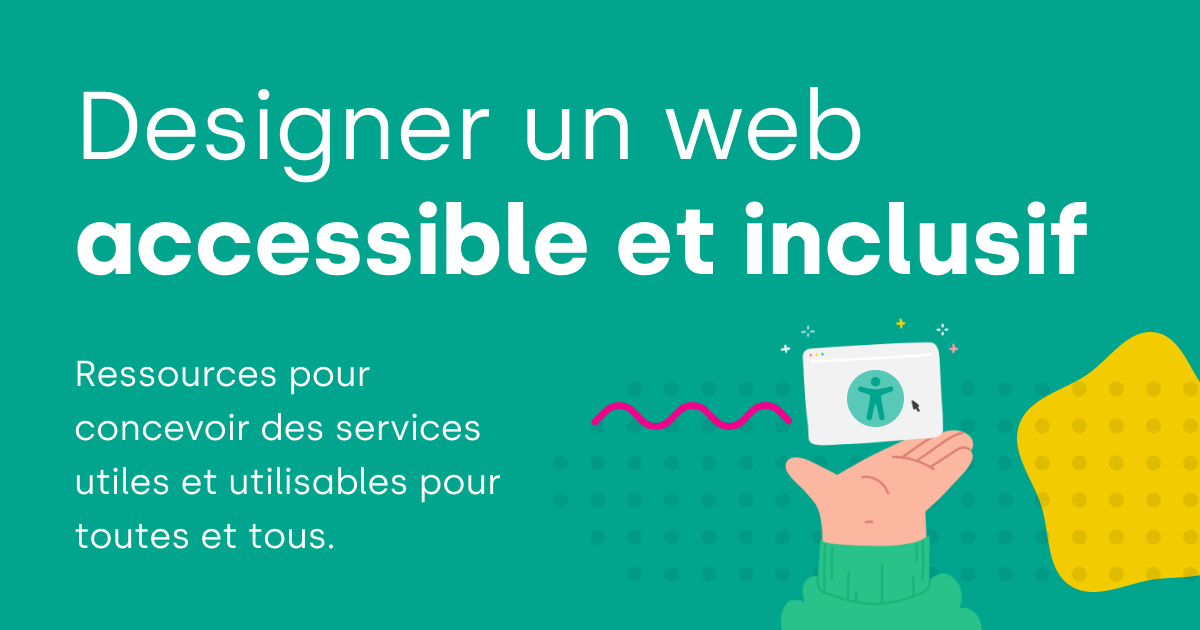 Designer un web
accessible et inclusif
Ressources pour
concevoir des services
utiles et utilisables pour
toutes et tous.